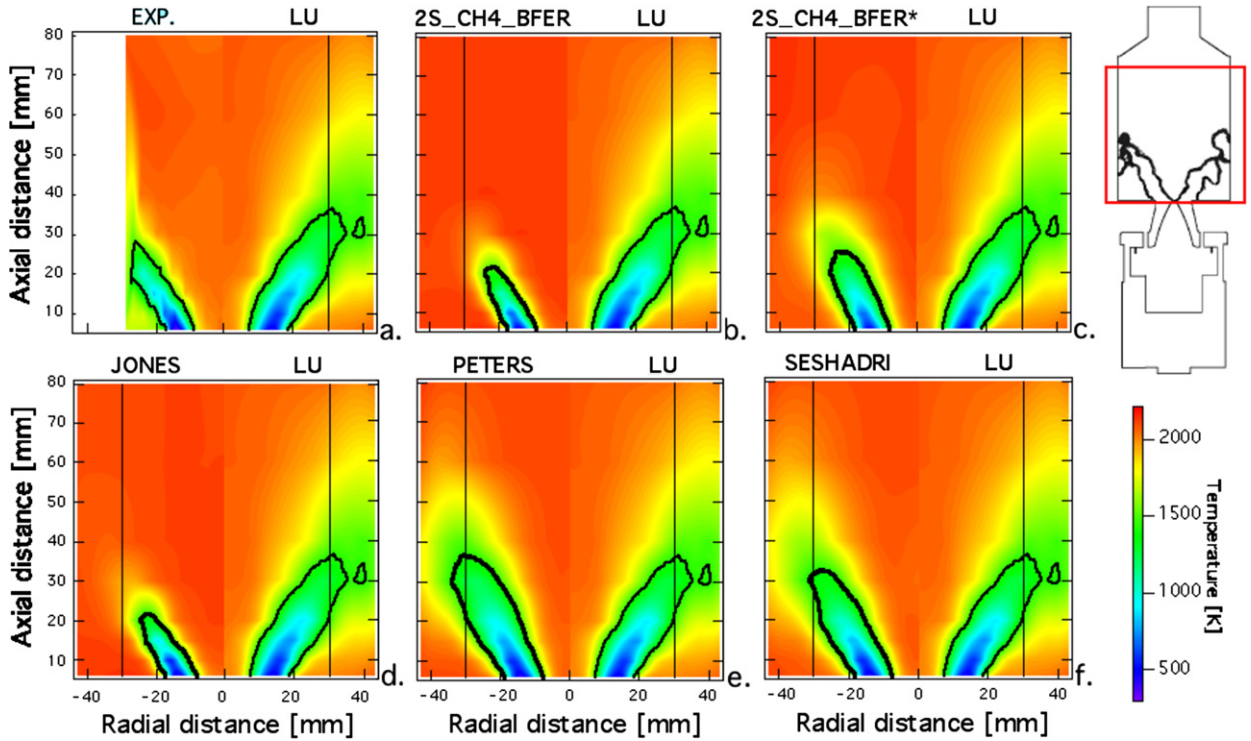 EXP. LU 2S_CH4_BFER LU 2S_CH4_BFER* LU
80
70
60
50
40
30
20
10
Axial distance [mm]
a. b. c.
JONES LU PETERS LU SESHADRI LU
80
70
60
50
40
30
20
10
Axial distance [mm]
d. e. f.
-40 -20 0 20 40 -40 -20 0 20 40 -40 -20 0 20 40
Radial distance [mm] Radial distance [mm] Radial distance [mm]
2000
1500
1000
500
Temperature [K]